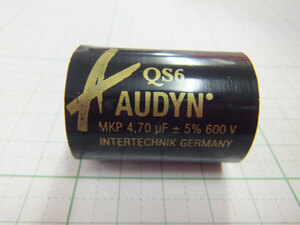 QS6
AUDYN
MKP 4,70 µF ± 5% 600 V
INTERTECHNIK GERMANY